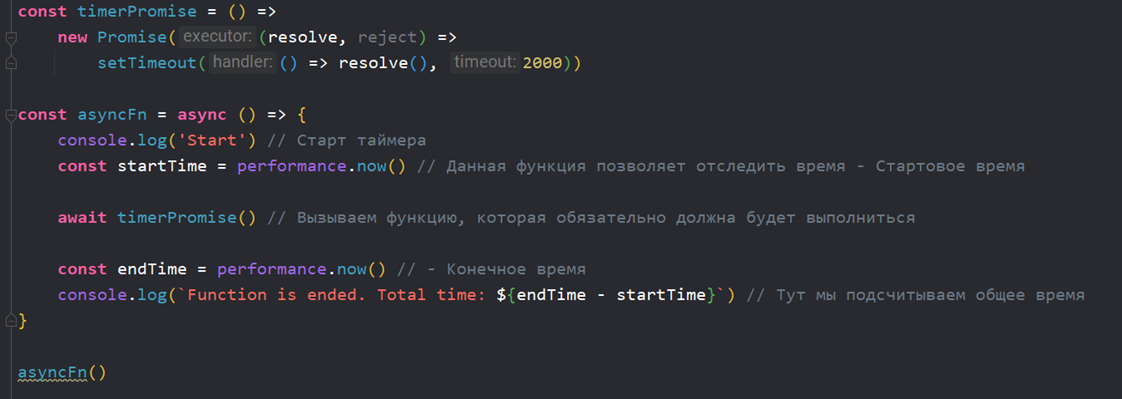 const timerPromise = () =>
    new Promise( executor: (resolve, reject) =>
        setTimeout( handler: () => resolve(), timeout: 2000))
const asyncFn = async () => {
    console.log('Start') // Старт таймера
    const startTime = performance.now() // Данная функция позволяет отследить время - Стартовое время
    await timerPromise() // Вызываем функцию, которая обязательно должна будет выполниться
    const endTime = performance.now() // - Конечное время
    console.log(`Function is ended. Total time: ${endTime - startTime}`) // Тут мы подсчитываем общее время
}
asyncFn()